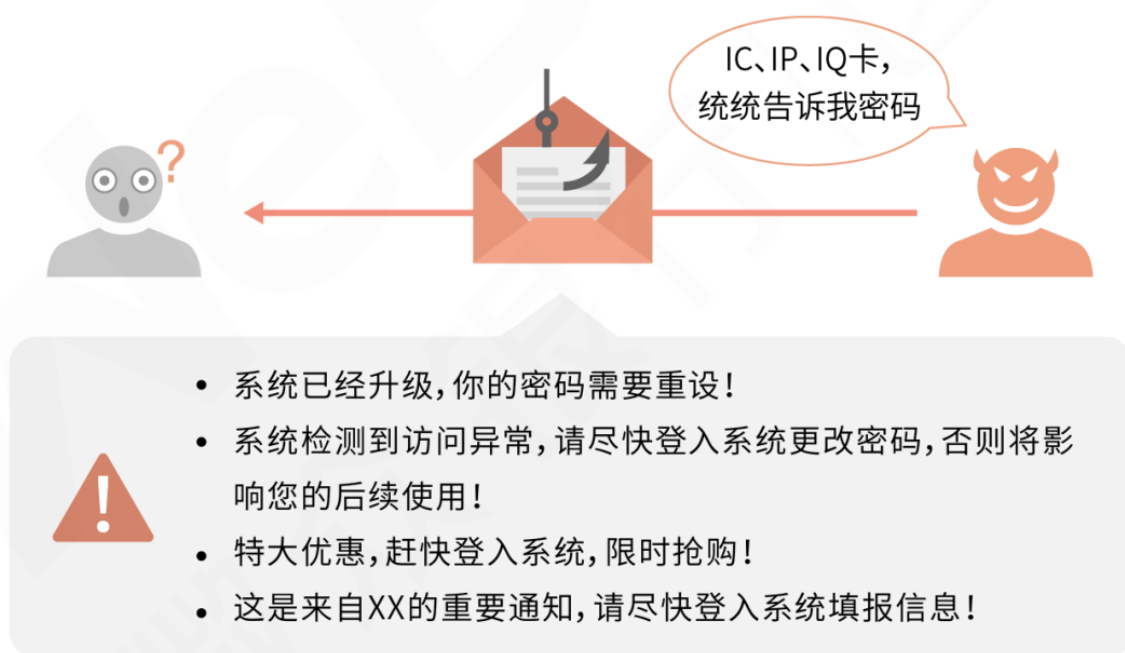 IC、IP、IQ卡，
统统告诉我密码
?
• 系统已经升级，你的密码需要重设！
• 系统检测到访问异常，请尽快登入系统更改密码，否则将影
响您的后续使用！
• 特大优惠，赶快登入系统，限时抢购！
• 这是来自XX的重要通知，请尽快登入系统填报信息！
!